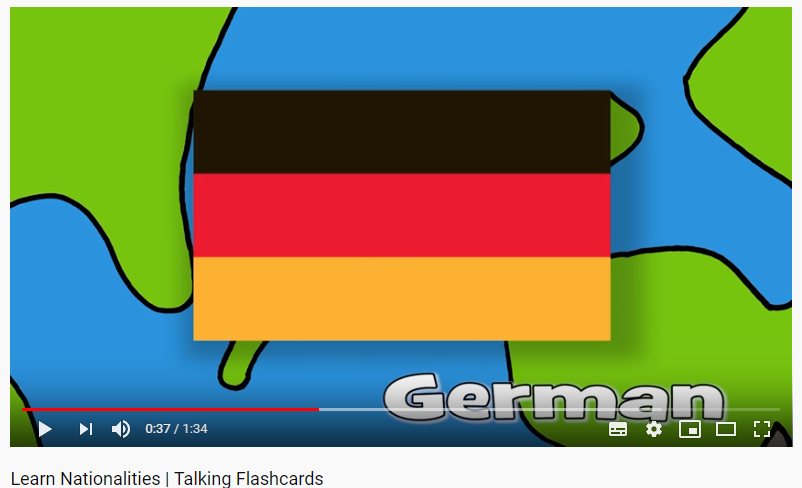 German
0:37 / 1:34
Learn Nationalities | Talking Flashcards